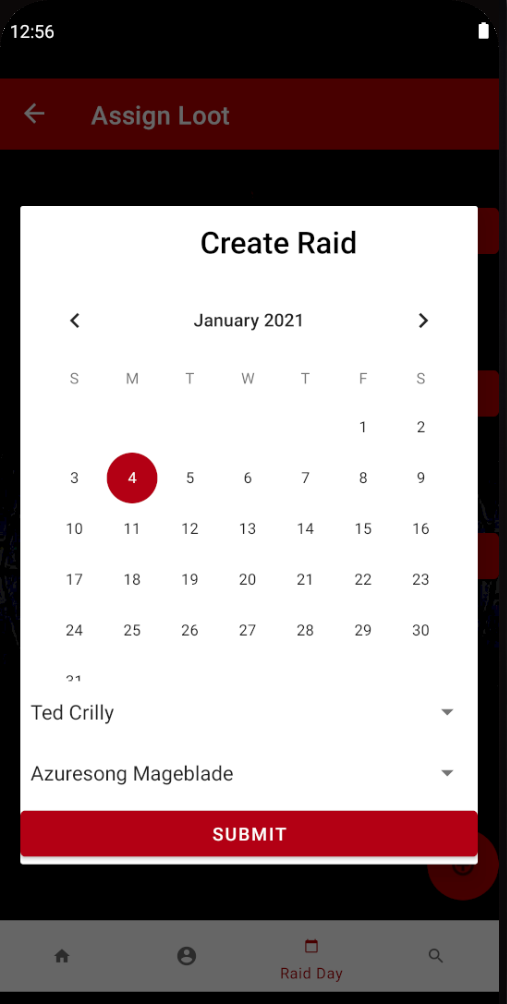 12:56
Assign Loot
Create Raid
January 2021
S M T W T F S
1 2
3 4 5 6 7 8 9
10 11 12 13 14 15 16
17 18 19 20 21 22 23
24 25 26 27 28 29 30
31
Ted Crilly
Azuresong Mageblade
SUBMIT
Raid Day